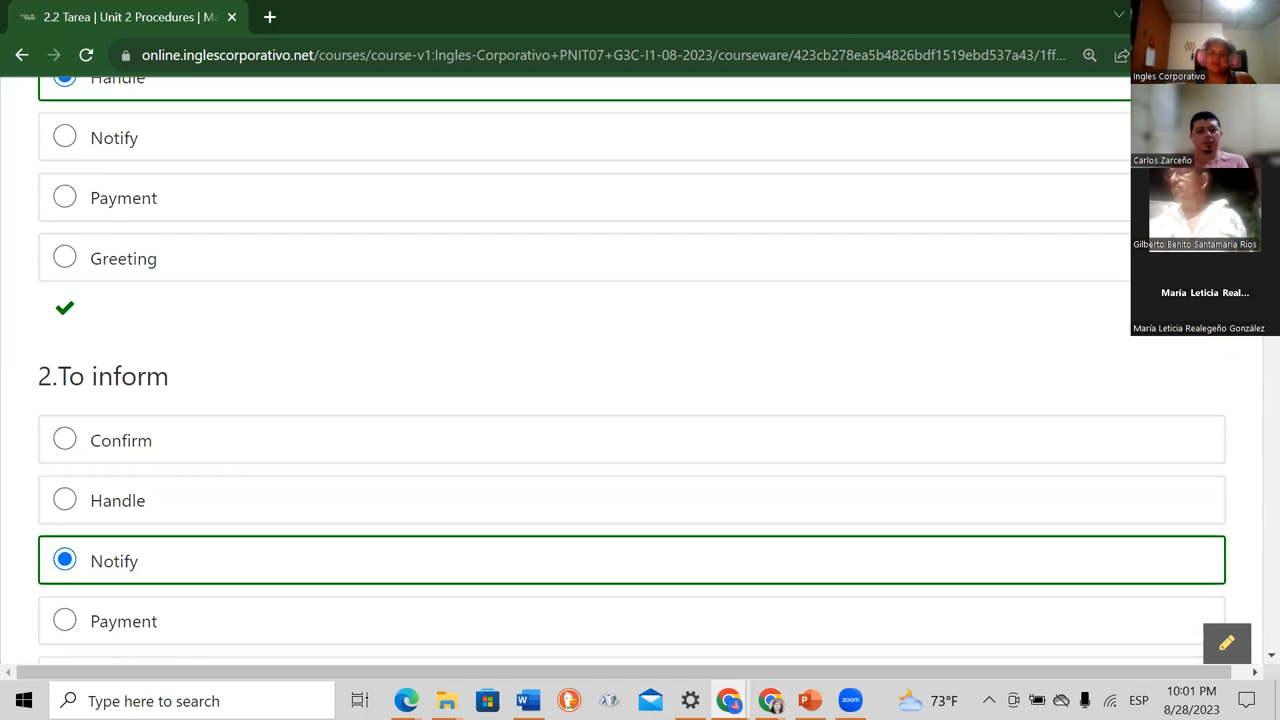 2.2 Tarea | Unit 2 Procedures | Ma
online.inglescorporativo.net/courses/course-v1:Ingles-Corporativo+PNIT07+G3C-I1-08-2023/courseware/423cb278ea5b4826bdf1519ebd537a43/1ff...
Ingles Corporativo
Carlos Zarceño
Gilberto Benito Santamaria Rios
María Leticia Real...
María Leticia Realegeño González
Handle
Notify
Payment
Greeting
2.To inform
Confirm
Handle
Notify
Payment
Type here to search
zoom
73°F
ESP
10:01 PM
8/28/2023